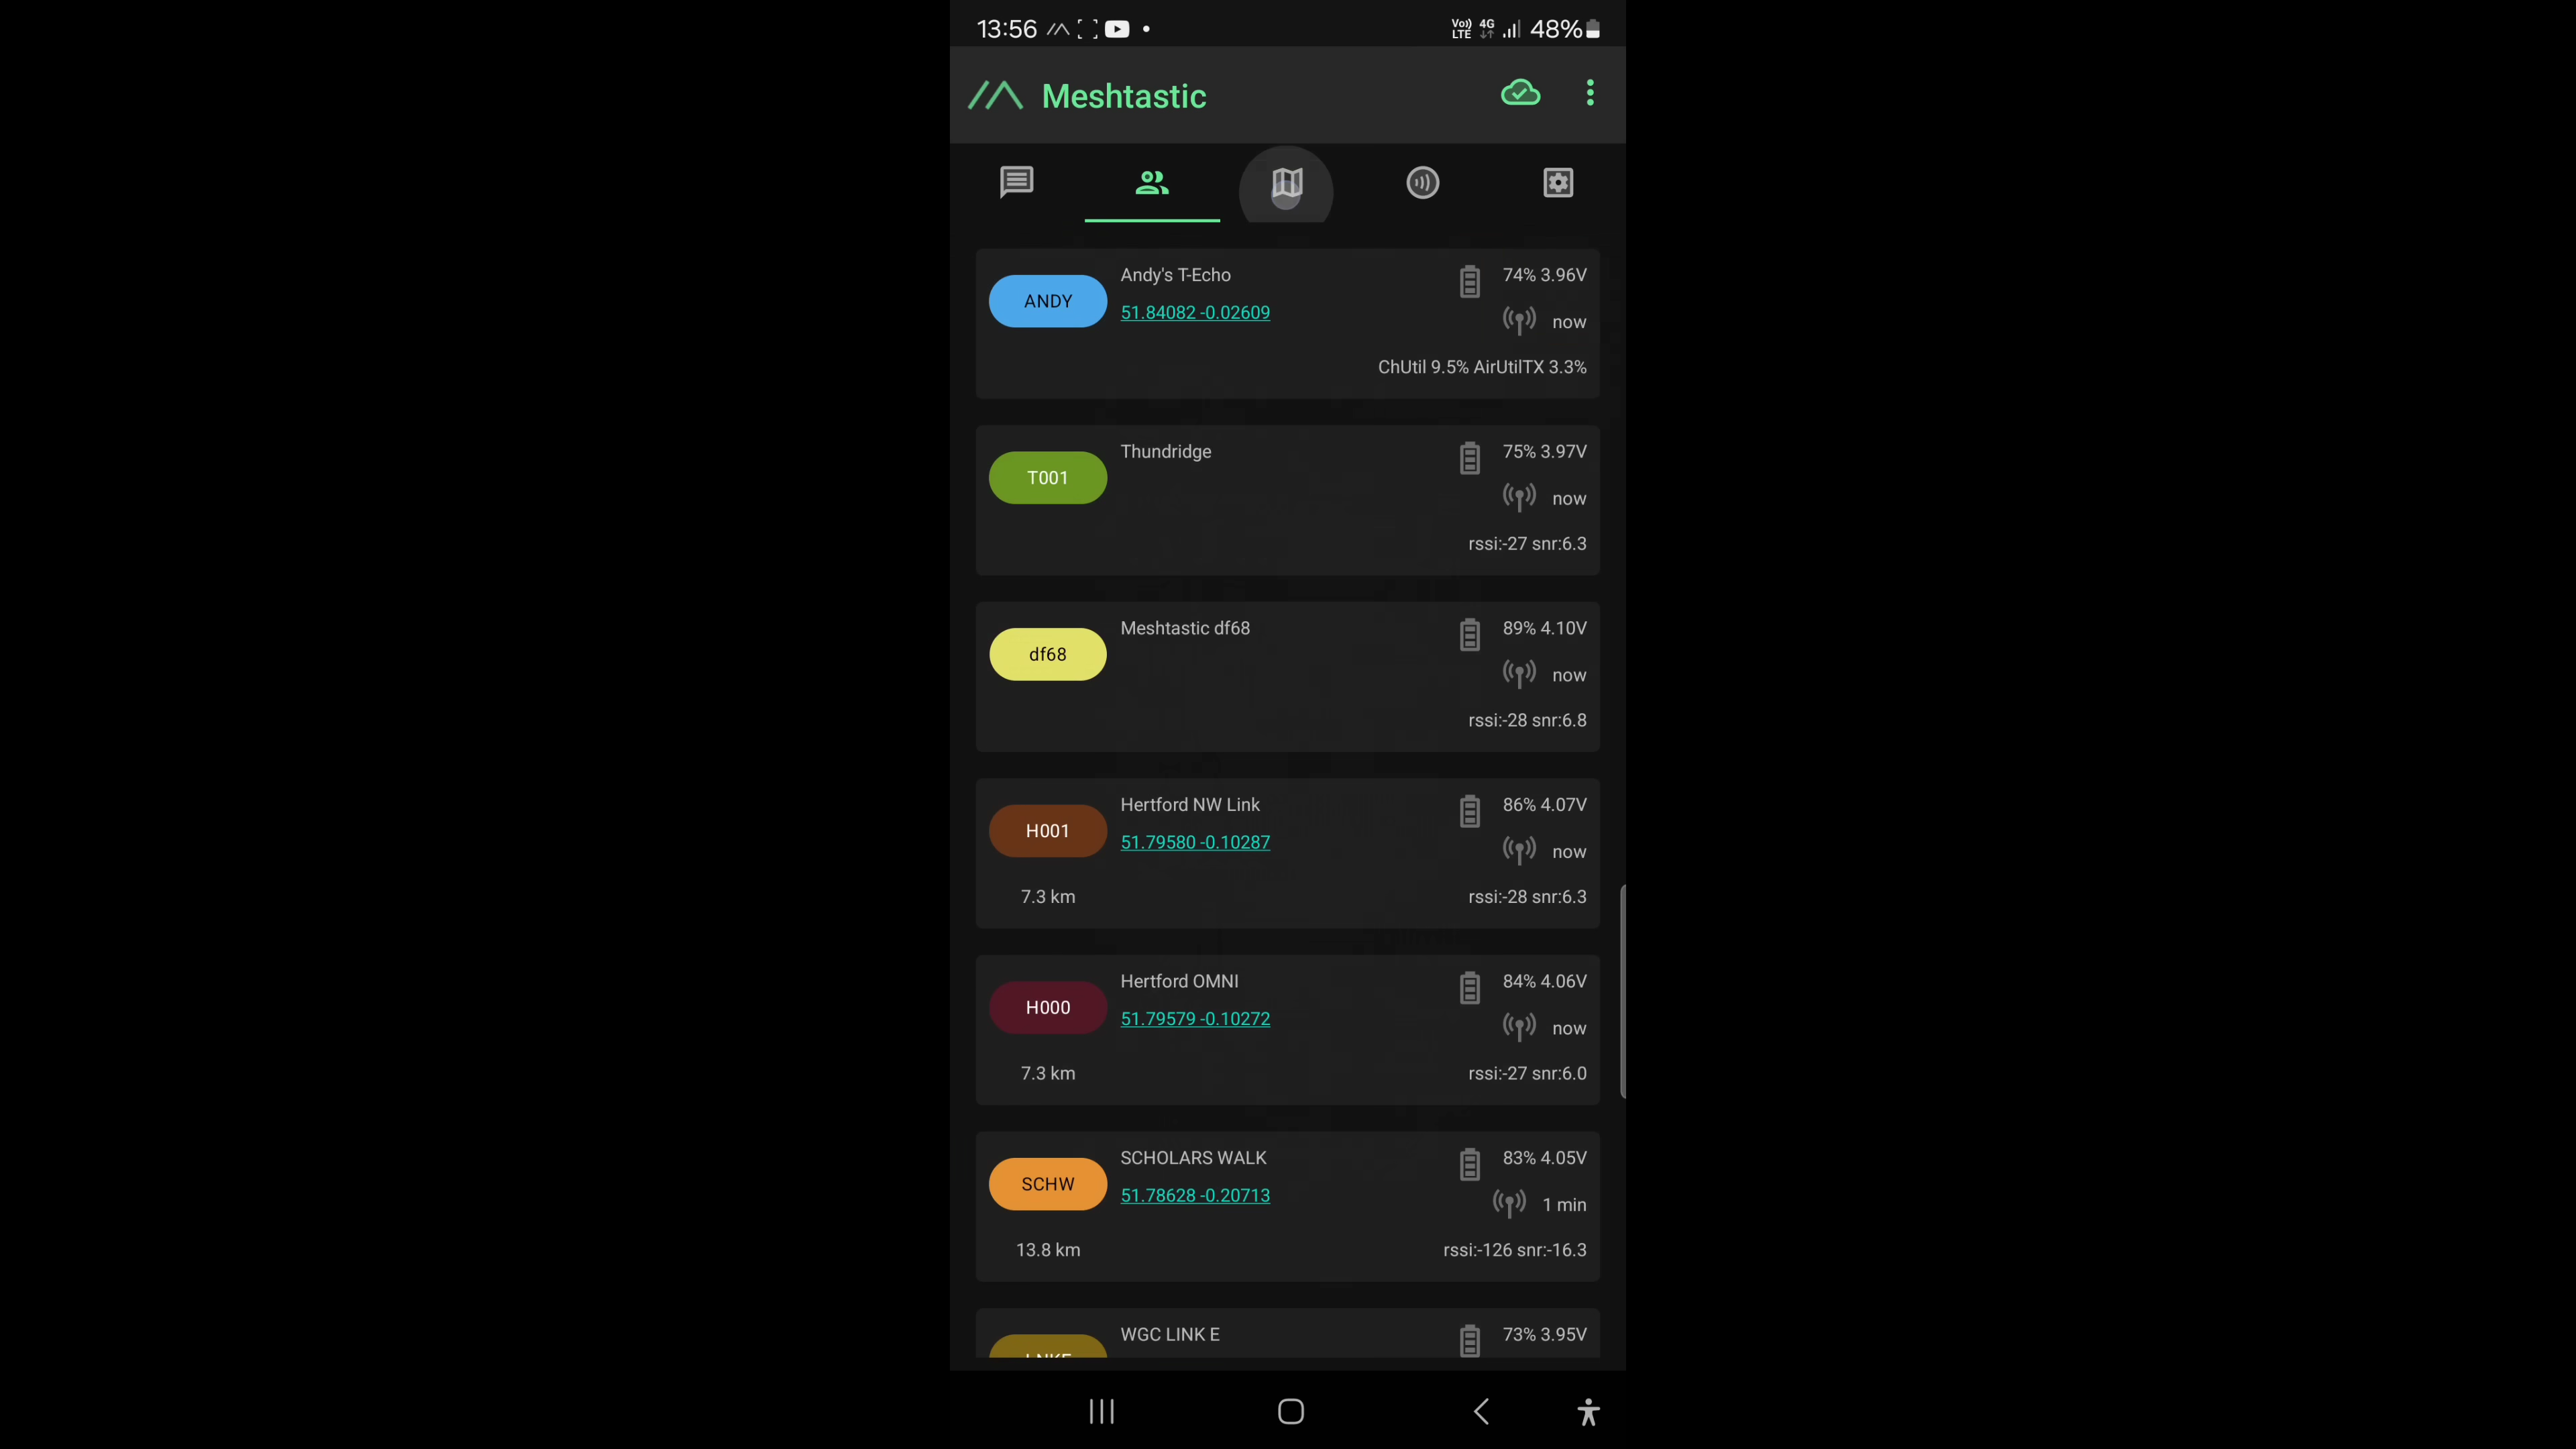 13:56
Vo)) LTE 4G 48%
Meshtastic
ANDY
Andy's T-Echo
74% 3.96V
51.84082 -0.02609
now
ChUtil 9.5% AirUtilTX 3.3%
T001
Thundridge
75% 3.97V
now
rssi:-27 snr:6.3
df68
Meshtastic df68
89% 4.10V
now
rssi:-28 snr:6.8
H001
Hertford NW Link
86% 4.07V
51.79580 -0.10287
now
7.3 km
rssi:-28 snr:6.3
H000
Hertford OMNI
84% 4.06V
51.79579 -0.10272
now
7.3 km
rssi:-27 snr:6.0
SCHW
SCHOLARS WALK
83% 4.05V
51.78628 -0.20713
1 min
13.8 km
rssi:-126 snr:-16.3
WGC LINK E
73% 3.95V